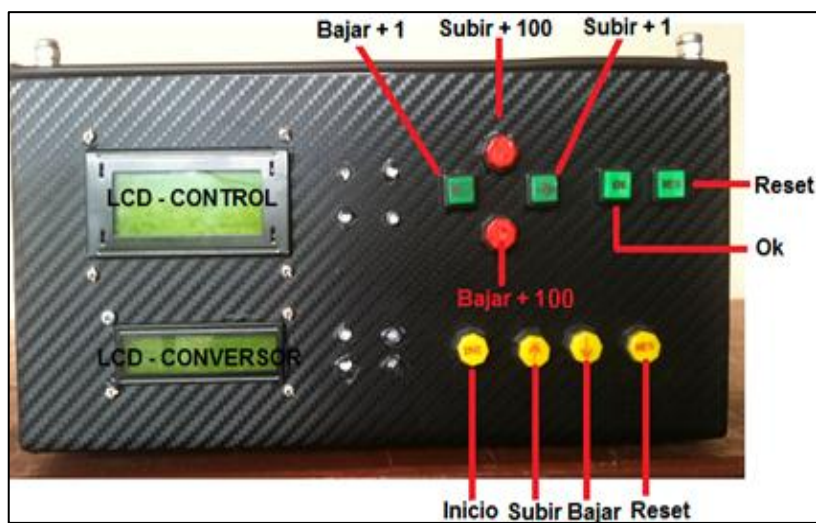 Bajar + 1
Subir + 100
Subir + 1
LCD - CONTROL
Reset
Ok
Bajar + 100
LCD - CONVERSOR
Inicio
Subir
Bajar
Reset